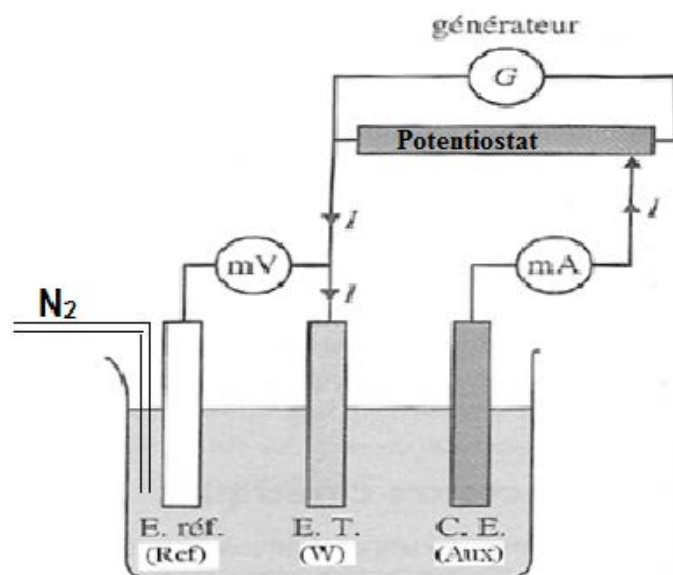 générateur
G
Potentiostat
I
mV
I
mA
I
N₂
E. réf.
(Ref)
E. T.
(W)
C. E.
(Aux)